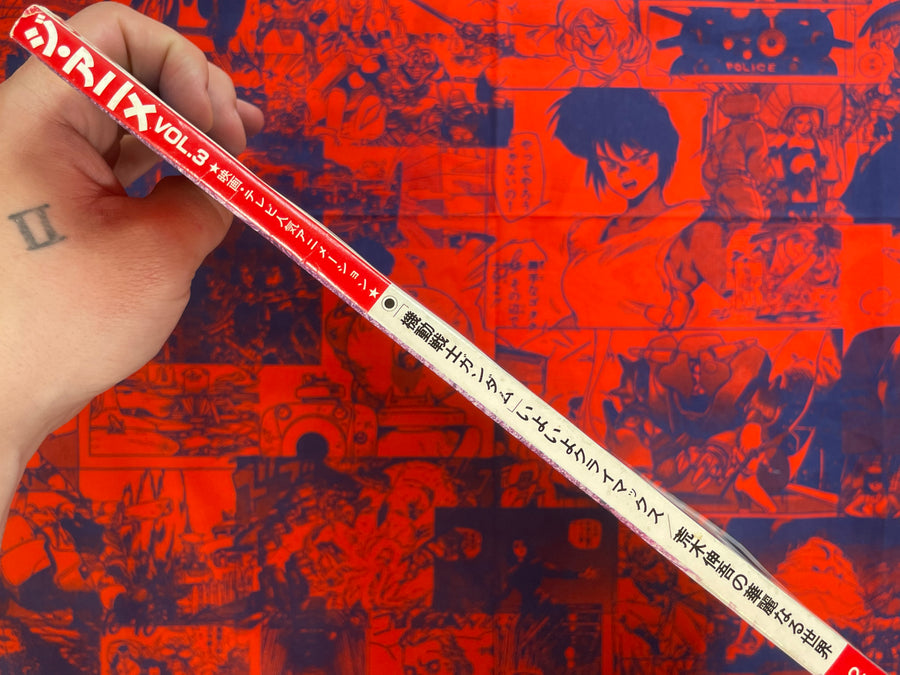 ジ・アニメ VOL.3
★映画・テレビ人気アニメーション★
「機動戦士ガンダム」いよいよクライマックス/荒木伸吾の華麗なる世界
2
II
POLICE